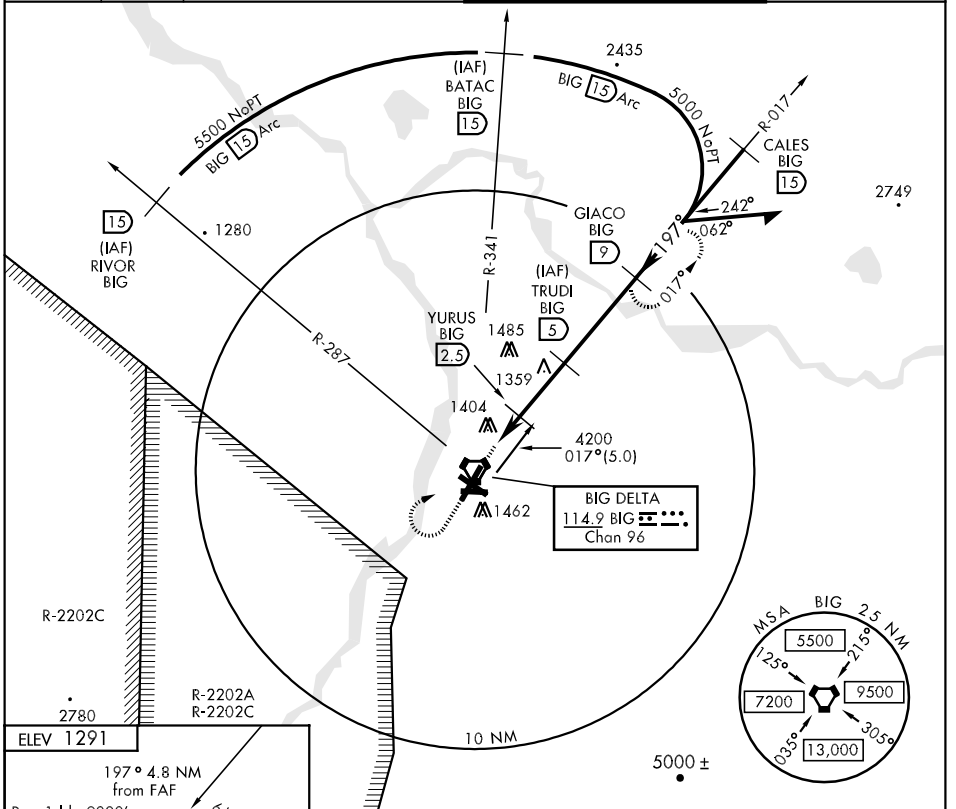 2435
(IAF)
BATAC
BIG
15
BIG 15 Arc
5000 NoPT
5500 NoPT
BIG 15 Arc
R-017
CALES
BIG
15
2749
242°
062°
GIACO
BIG
9
197°
017°
15
(IAF)
RIVOR
BIG
1280
R-341
(IAF)
TRUDI
BIG
5
YURUS
BIG
2.5
1485
1359
R-287
1404
4200
017°(5.0)
BIG DELTA
114.9 BIG
Chan 96
1462
R-2202C
R-2202A
R-2202C
2780
MSA BIG 25 NM
5500
125°
215°
7200
9500
035°
305°
13,000
10 NM
5000 ±
ELEV 1291
197° 4.8 NM
from FAF